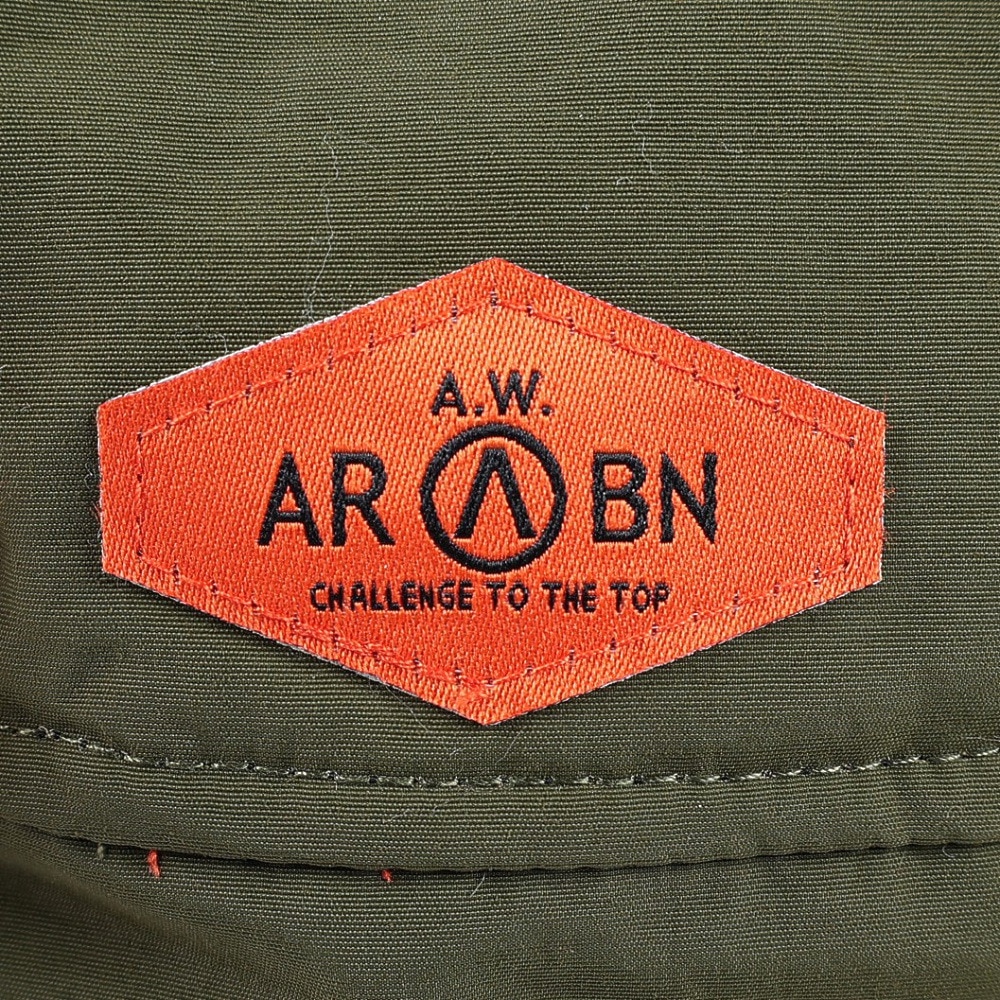 A.W.
AR Λ BN
CHALLENGE TO THE TOP